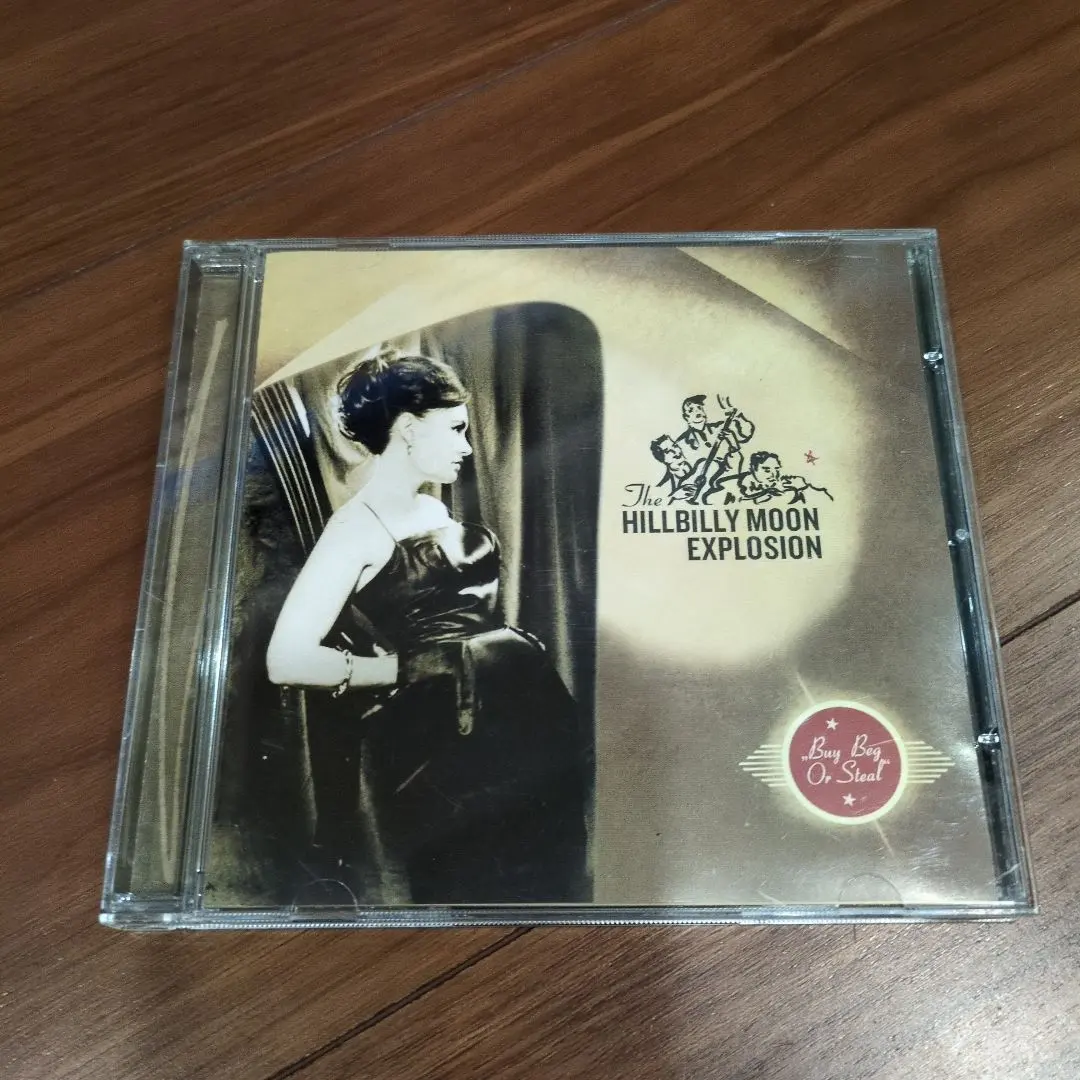 The
HILLBILLY MOON
EXPLOSION
„Buy Beg
Or Steal“